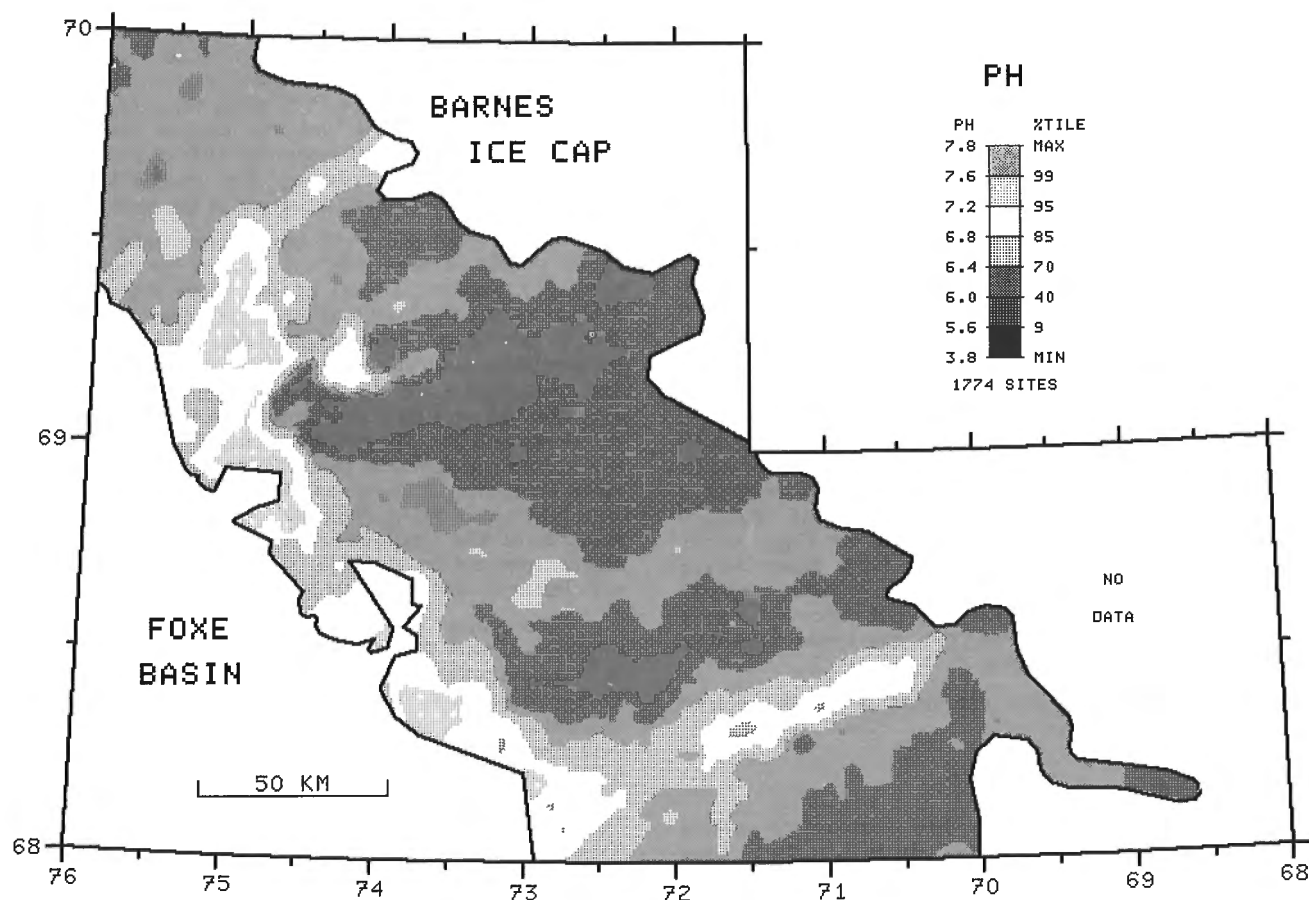 70
BARNES
ICE CAP
PH
PH %TILE
7.8 MAX
7.6 99
7.2 95
6.8 85
6.4 70
6.0 40
5.6 9
3.8 MIN
1774 SITES
69
NO
DATA
FOXE
BASIN
50 KM
68
76 75 74 73 72 71 70 69 68